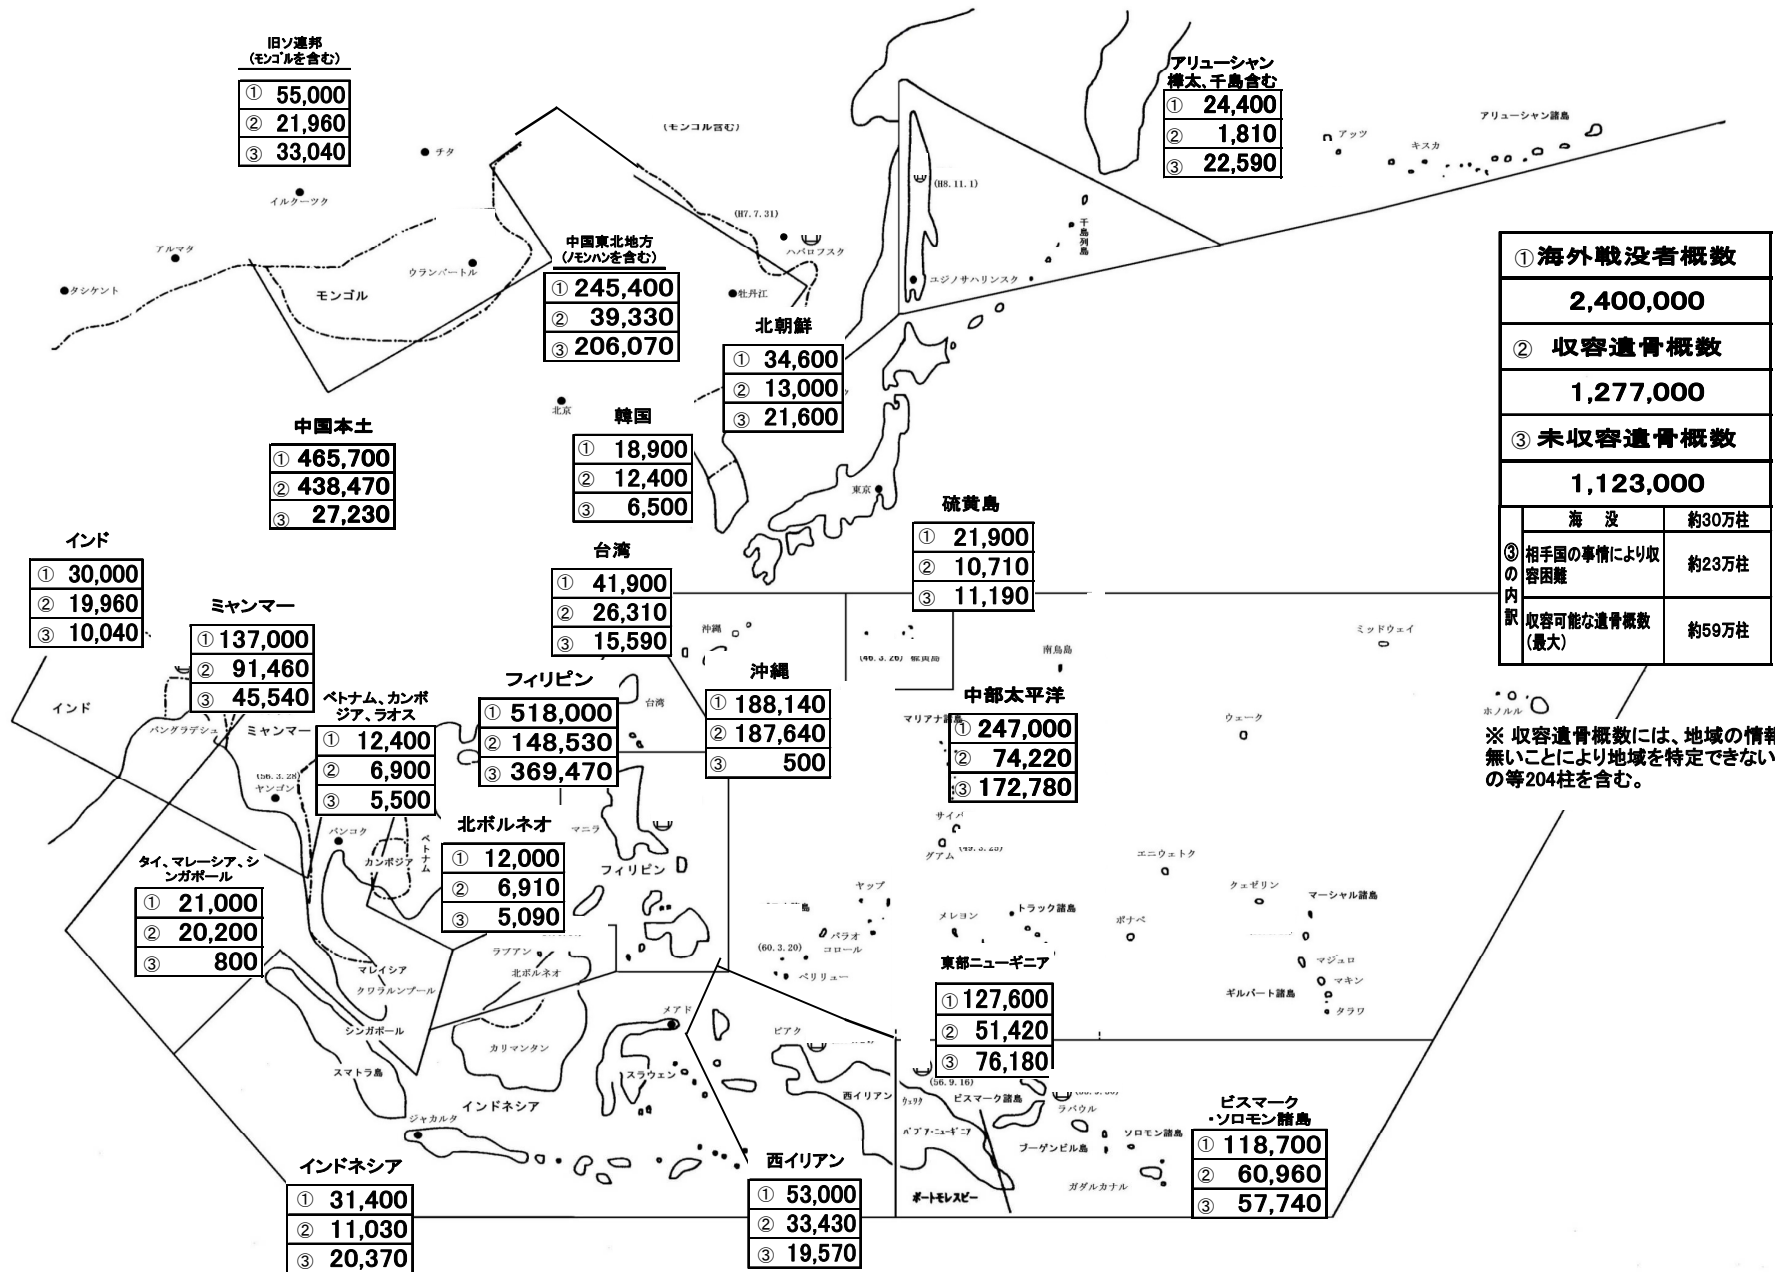 旧ソ連邦
(モンゴルを含む)
① 55,000
② 21,960
③ 33,040
アリューシャン
樺太、千島含む
① 24,400
② 1,810
③ 22,590
(モンゴル含む)
アリューシャン諸島
アッツ
キスカ
チタ
イルクーツク
(H8.11.1)
(H7.7.31)
千島列島
ハバロフスク
アルマタ
ウランバートル
モンゴル
タシケント
中国東北地方
(ノモンハンを含む)
① 245,400
② 39,330
③ 206,070
牡丹江
ユジノサハリンスク
北朝鮮
① 34,600
② 13,000
③ 21,600
①海外戦没者概数
2,400,000
② 収容遺骨概数
1,277,000
③ 未収容遺骨概数
1,123,000
③の内訳
海 没 約30万柱
相手国の事情により収
容困難
約23万柱
収容可能な遺骨概数
(最大)
約59万柱
北京
韓国
① 18,900
② 12,400
③ 6,500
中国本土
① 465,700
② 438,470
③ 27,230
東京
硫黄島
① 21,900
② 10,710
③ 11,190
インド
① 30,000
② 19,960
③ 10,040
台湾
① 41,900
② 26,310
③ 15,590
ミャンマー
① 137,000
② 91,460
③ 45,540
沖縄
(46.3.26) 硫黄島
南鳥島
ミッドウェイ
ベトナム、カンボ
ジア、ラオス
① 12,400
② 6,900
③ 5,500
フィリピン
① 518,000
② 148,530
③ 369,470
沖縄
① 188,140
② 187,640
③ 500
中部太平洋
① 247,000
② 74,220
③ 172,780
インド
バングラデシュ
ミャンマー
台湾
マリアナ諸島
ウェーク
ホノルル
※ 収容遺骨概数には、地域の情報
無いことにより地域を特定できない
の等204柱を含む。
(56.3.28)
ヤンゴン
バンコク
カンボジア
ベトナム
北ボルネオ
① 12,000
② 6,910
③ 5,090
マニラ
フィリピン
サイパ
グアム
エニウェトク
タイ、マレーシア、シ
ンガポール
① 21,000
② 20,200
③ 800
ヤップ
クェゼリン
マーシャル諸島
メレヨン
トラック諸島
ポナペ
パラオ
コロール
(60.3.20)
ペリリュー
ラブアン
北ボルネオ
マレイシア
クワラルンプール
東部ニューギニア
① 127,600
② 51,420
③ 76,180
マジュロ
マキン
ギルバート諸島
タラワ
シンガポール
メアド
ビアク
カリマンタン
スマトラ島
スラウェン
(56.9.16)
西イリアン
ビスマーク諸島
ラバウル
インドネシア
ジャカルタ
パプア・ニューギニア
ブーゲンビル島
ソロモン諸島
ガダルカナル
ポートモレスビー
ビスマーク
・ソロモン諸島
① 118,700
② 60,960
③ 57,740
インドネシア
① 31,400
② 11,030
③ 20,370
西イリアン
① 53,000
② 33,430
③ 19,570